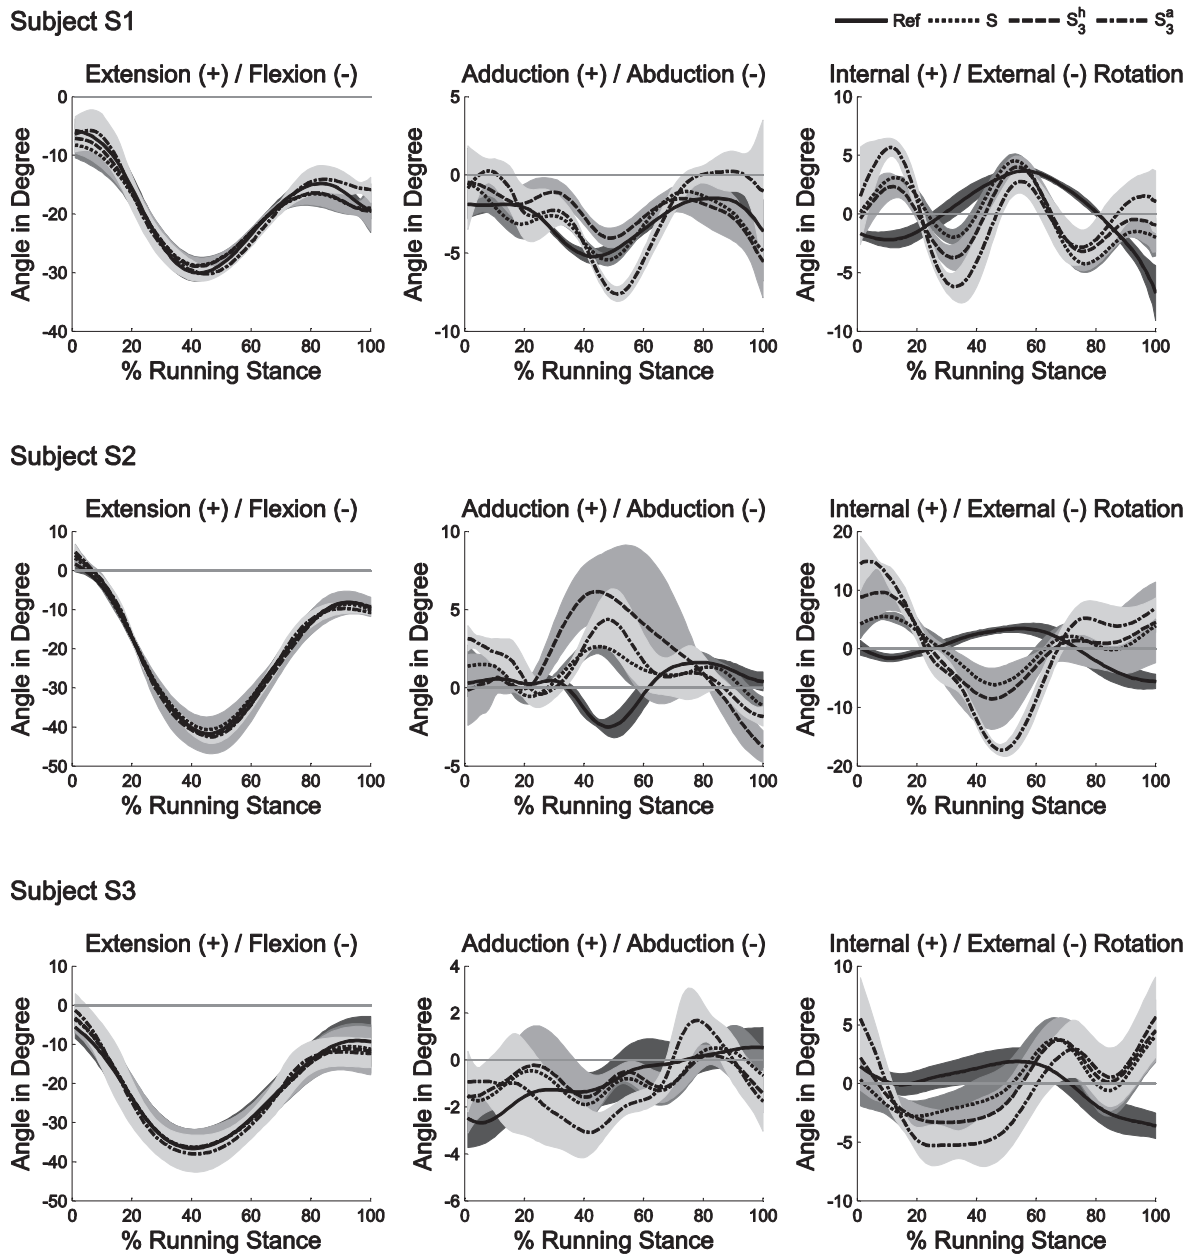 Subject S1
Ref S S₃ʰ S₃ᵃ
Extension (+) / Flexion (-) Adduction (+) / Abduction (-) Internal (+) / External (-) Rotation
Angle in Degree
0
-10
-20
-30
-40
0 20 40 60 80 100
% Running Stance
Angle in Degree
5
0
-5
-10
0 20 40 60 80 100
% Running Stance
Angle in Degree
10
5
0
-5
-10
0 20 40 60 80 100
% Running Stance
Subject S2
Extension (+) / Flexion (-) Adduction (+) / Abduction (-) Internal (+) / External (-) Rotation
Angle in Degree
10
0
-10
-20
-30
-40
-50
0 20 40 60 80 100
% Running Stance
Angle in Degree
10
5
0
-5
0 20 40 60 80 100
% Running Stance
Angle in Degree
20
10
0
-10
-20
0 20 40 60 80 100
% Running Stance
Subject S3
Extension (+) / Flexion (-) Adduction (+) / Abduction (-) Internal (+) / External (-) Rotation
Angle in Degree
10
0
-10
-20
-30
-40
-50
0 20 40 60 80 100
% Running Stance
Angle in Degree
4
2
0
-2
-4
-6
0 20 40 60 80 100
% Running Stance
Angle in Degree
10
5
0
-5
-10
0 20 40 60 80 100
% Running Stance